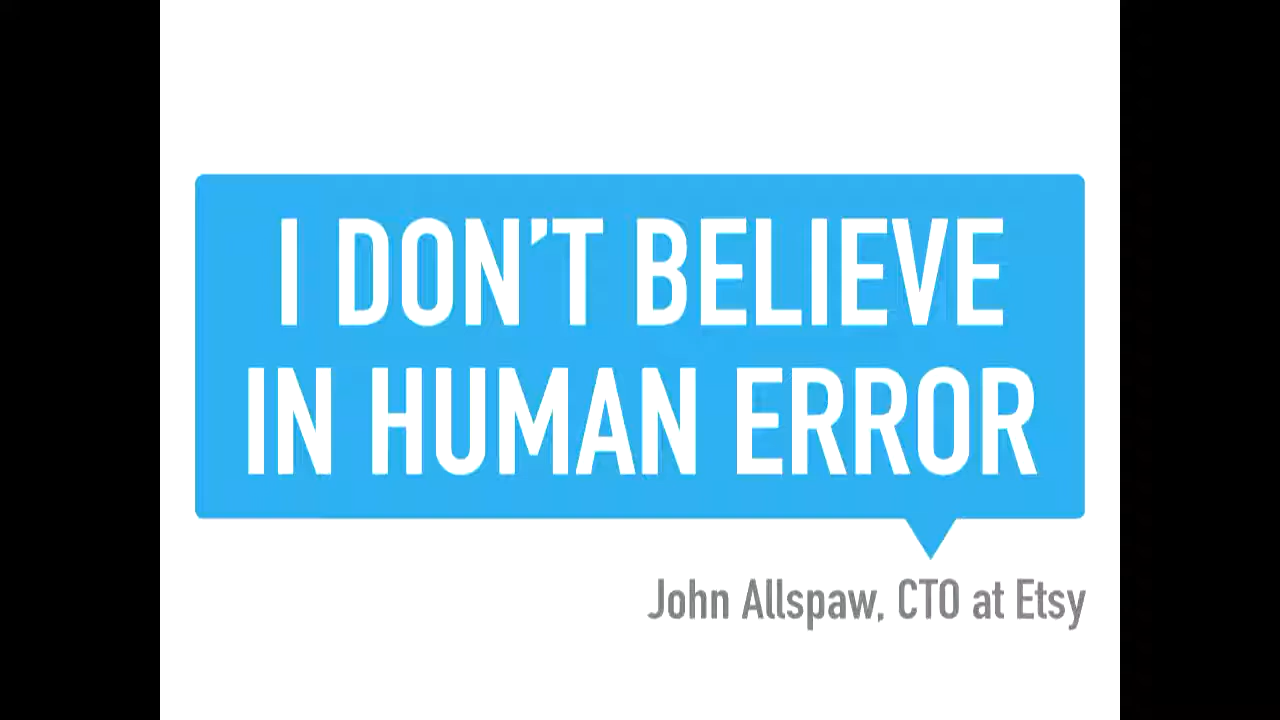 I DON'T BELIEVE
IN HUMAN ERROR
John Allspaw, CTO at Etsy